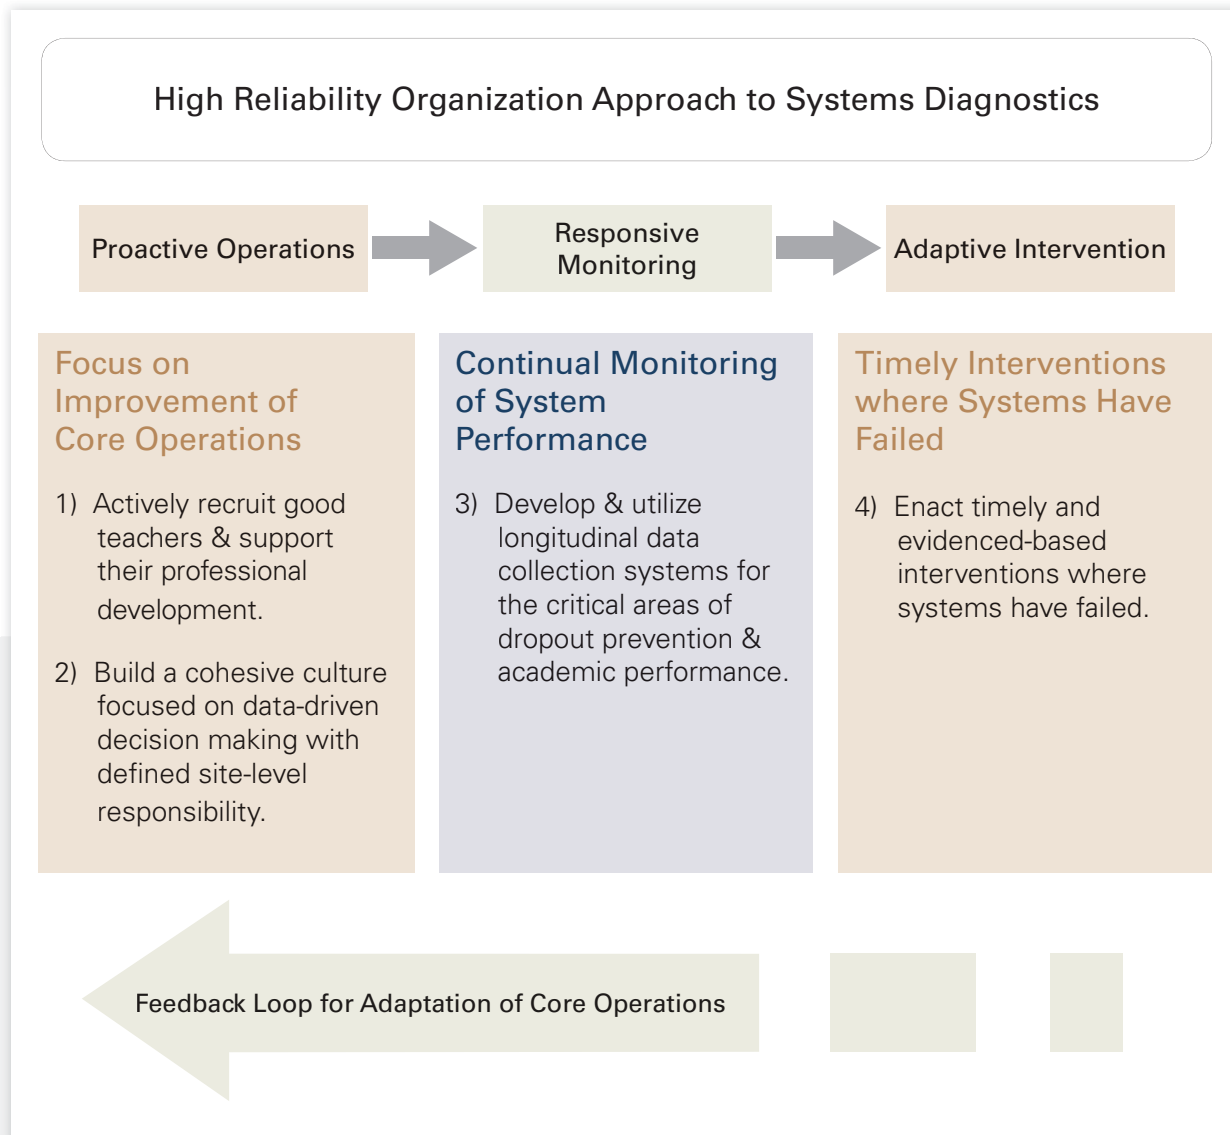 High Reliability Organization Approach to Systems Diagnostics
Proactive Operations
Responsive
Monitoring
Adaptive Intervention
Focus on
Improvement of
Core Operations
1) Actively recruit good
teachers & support
their professional
development.
2) Build a cohesive culture
focused on data-driven
decision making with
defined site-level
responsibility.
Continual Monitoring
of System
Performance
3) Develop & utilize
longitudinal data
collection systems for
the critical areas of
dropout prevention &
academic performance.
Timely Interventions
where Systems Have
Failed
4) Enact timely and
evidenced-based
interventions where
systems have failed.
Feedback Loop for Adaptation of Core Operations